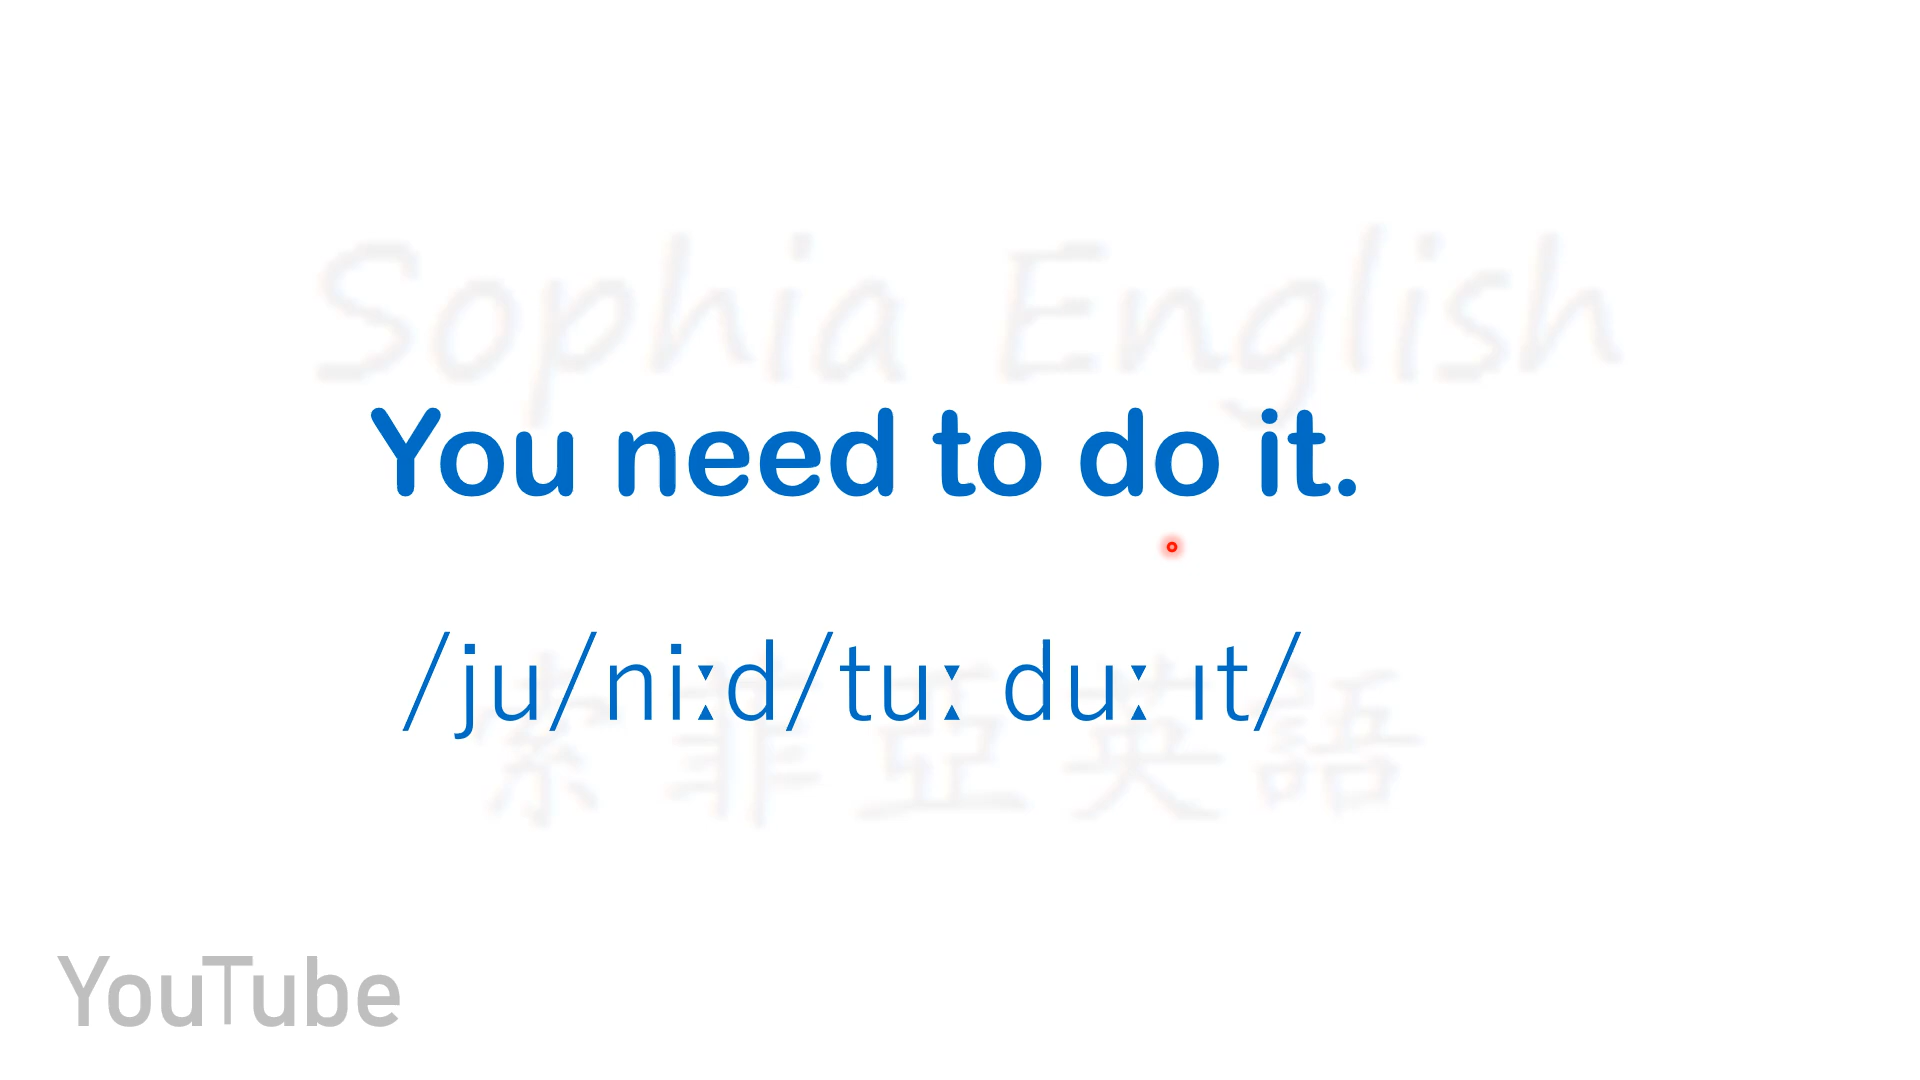 Sophia English
You need to do it.
/ju/niːd/tuː duː ɪt/
索菲亞英語
YouTube